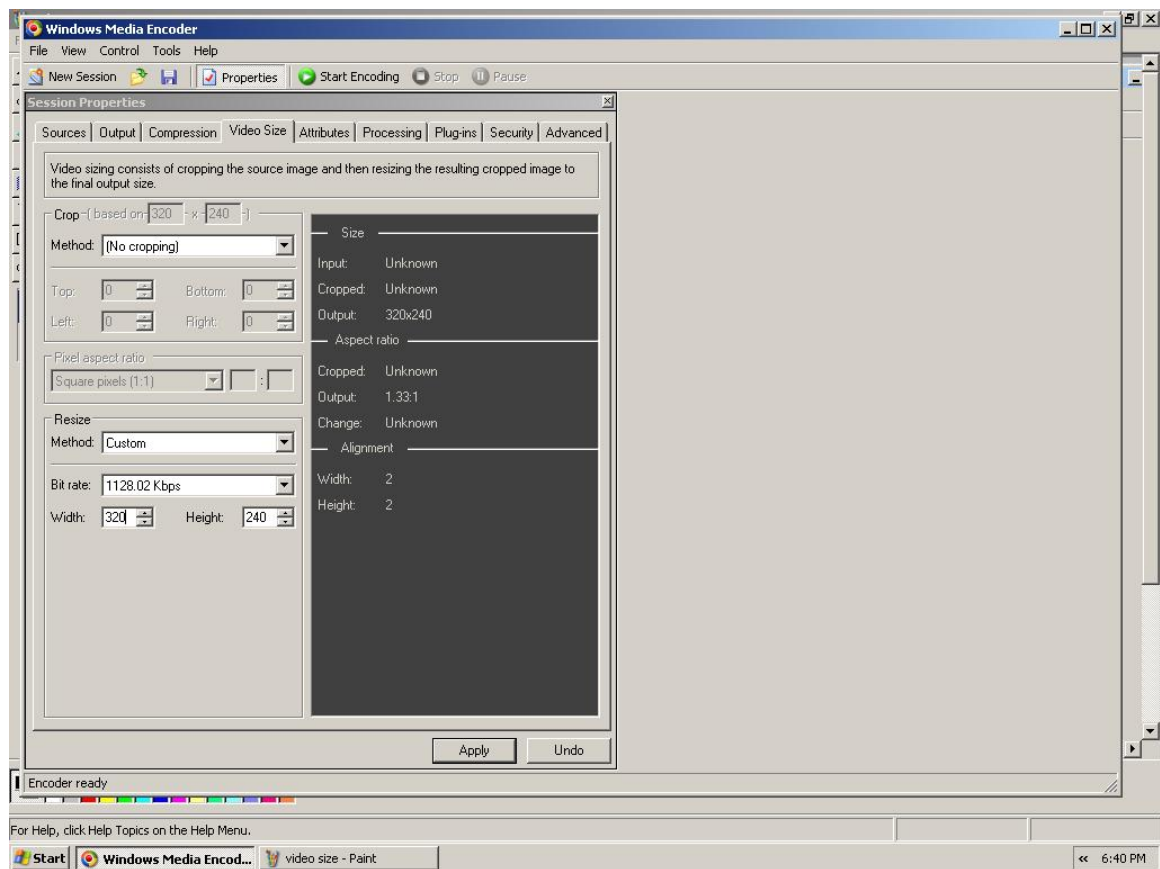 Windows Media Encoder
File View Control Tools Help
New Session Properties Start Encoding Stop Pause
Session Properties
Sources Output Compression Video Size Attributes Processing Plug-ins Security Advanced
Video sizing consists of cropping the source image and then resizing the resulting cropped image to
the final output size.
Crop - ( based on 320 - x - 240 - )
Method: (No cropping)
Top: 0 Bottom: 0
Left: 0 Right: 0
Pixel aspect ratio
Square pixels (1:1) :
Resize
Method: Custom
Bit rate: 1128.02 Kbps
Width: 320 Height: 240
Size
Input: Unknown
Cropped: Unknown
Output: 320x240
Aspect ratio
Cropped: Unknown
Output: 1.33:1
Change: Unknown
Alignment
Width: 2
Height: 2
Apply Undo
Encoder ready
For Help, click Help Topics on the Help Menu.
Start Windows Media Encod... video size - Paint « 6:40 PM